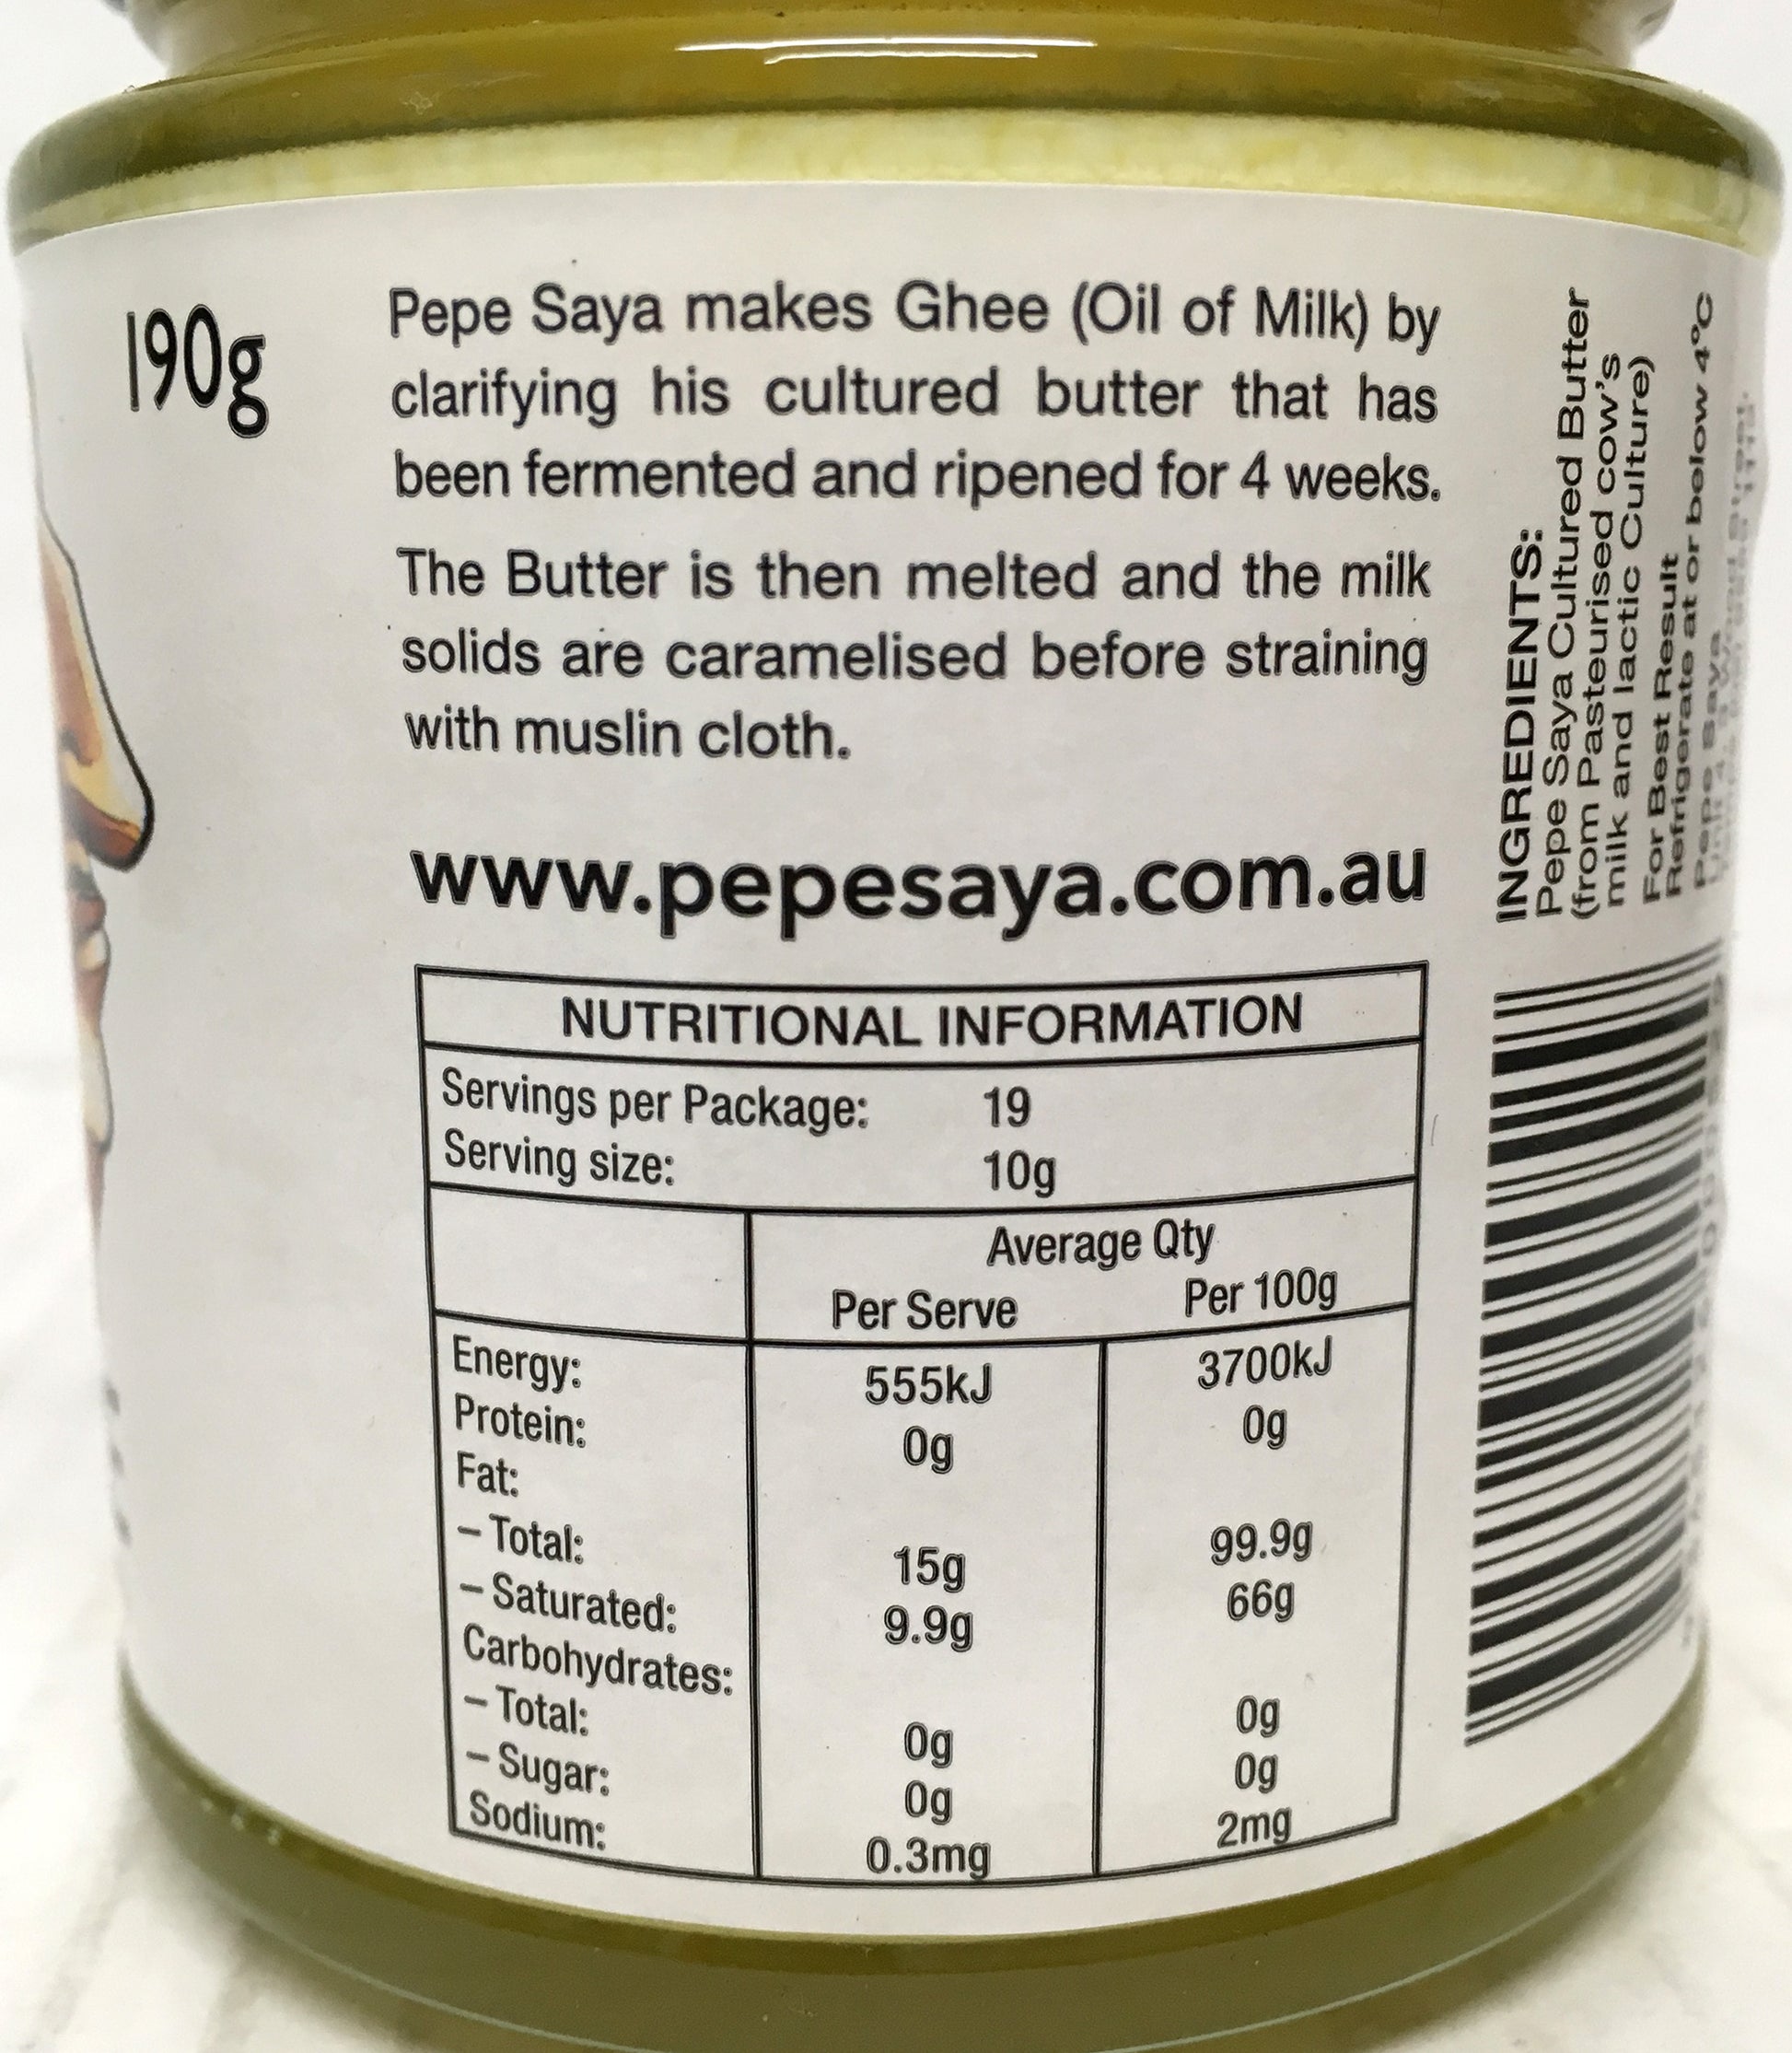 190g
Pepe Saya makes Ghee (Oil of Milk) by
clarifying his cultured butter that has
been fermented and ripened for 4 weeks.
The Butter is then melted and the milk
solids are caramelised before straining
with muslin cloth.
www.pepesaya.com.au
NUTRITIONAL INFORMATION
Servings per Package: 19
Serving size: 10g
Average Qty
Per Serve Per 100g
Energy: 555kJ 3700kJ
Protein: 0g 0g
Fat:
– Total: 15g 99.9g
– Saturated: 9.9g 66g
Carbohydrates:
– Total: 0g 0g
– Sugar: 0g 0g
Sodium: 0.3mg 2mg
INGREDIENTS:
Pepe Saya Cultured Butter
(from Pasteurised cow's
milk and lactic Culture)
For Best Result
Refrigerate at or below 4°C
Pepe Saya